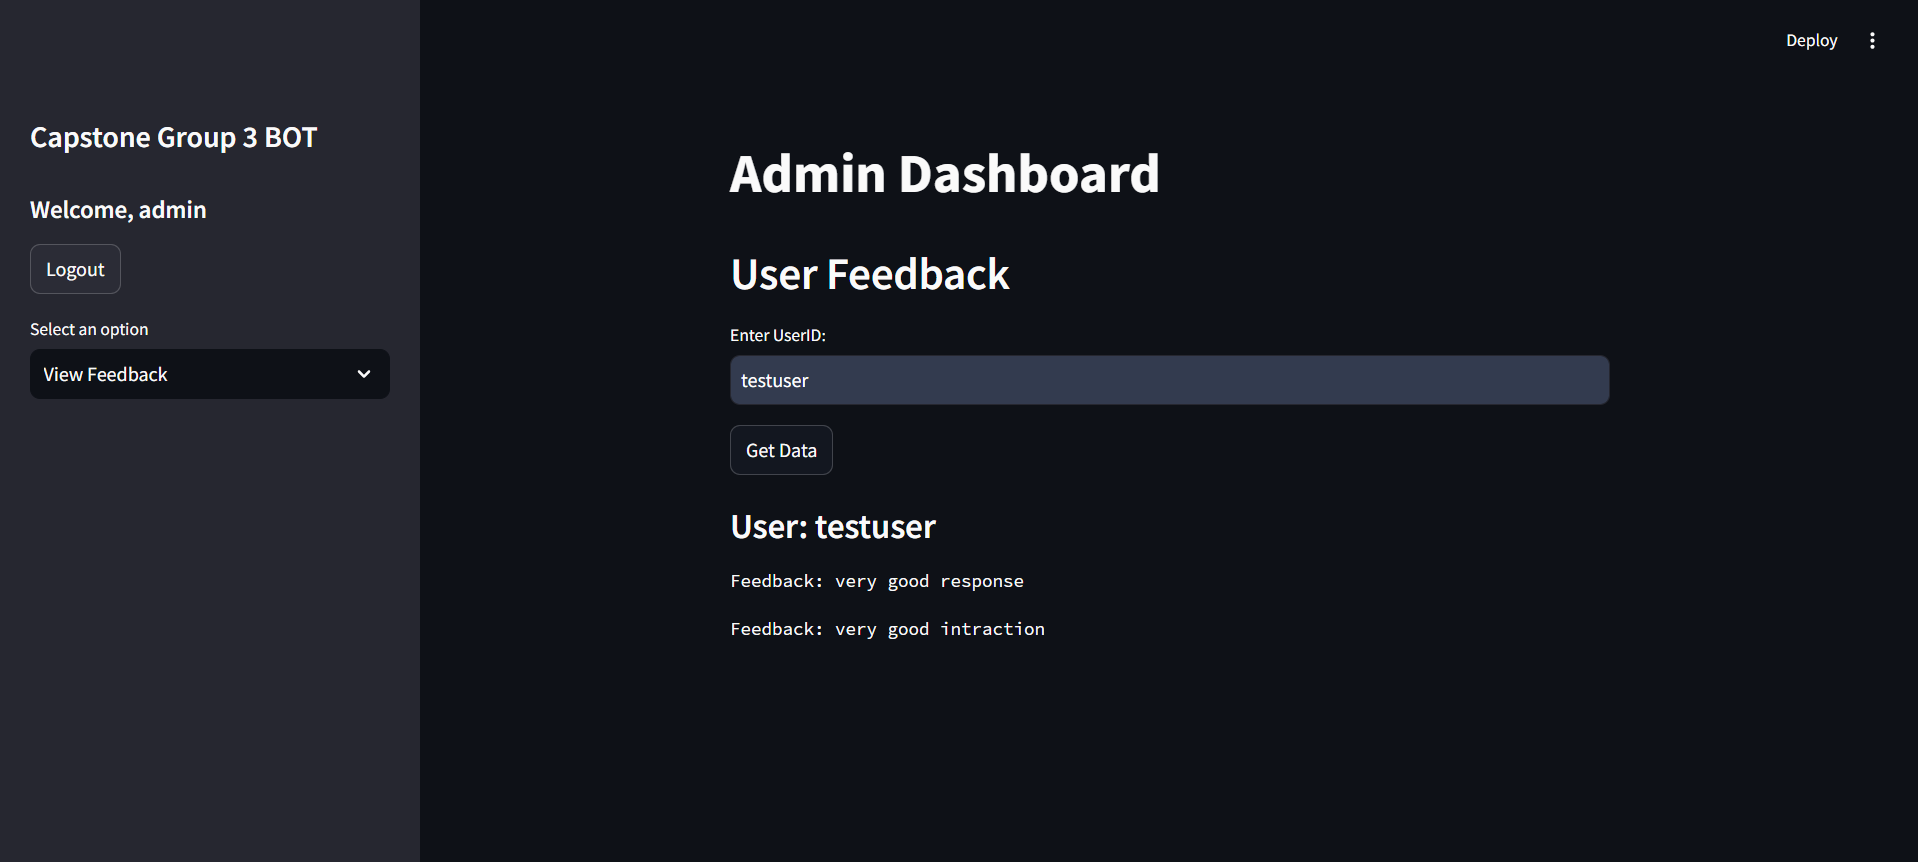 Deploy
Capstone Group 3 BOT
Welcome, admin
Logout
Select an option
View Feedback
Admin Dashboard
User Feedback
Enter UserID:
testuser
Get Data
User: testuser
Feedback: very good response
Feedback: very good intraction